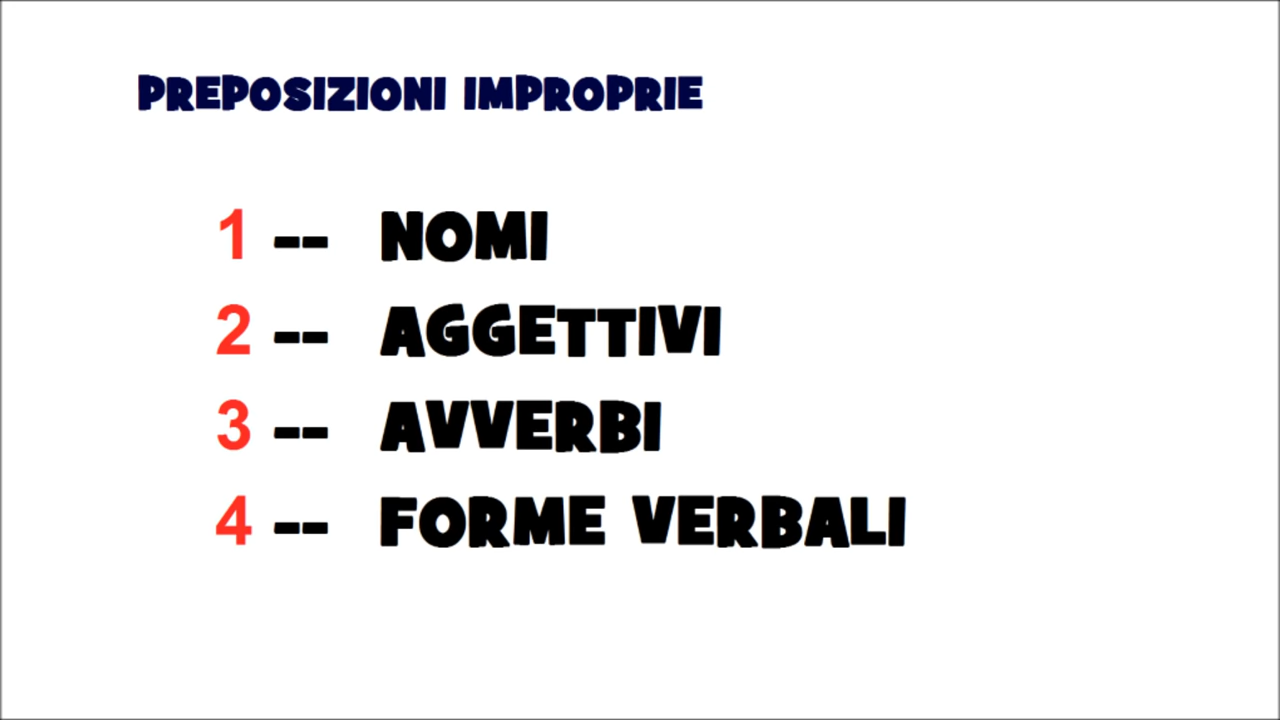 PREPOSIZIONI IMPROPRIE
1 -- NOMI
2 -- AGGETTIVI
3 -- AVVERBI
4 -- FORME VERBALI